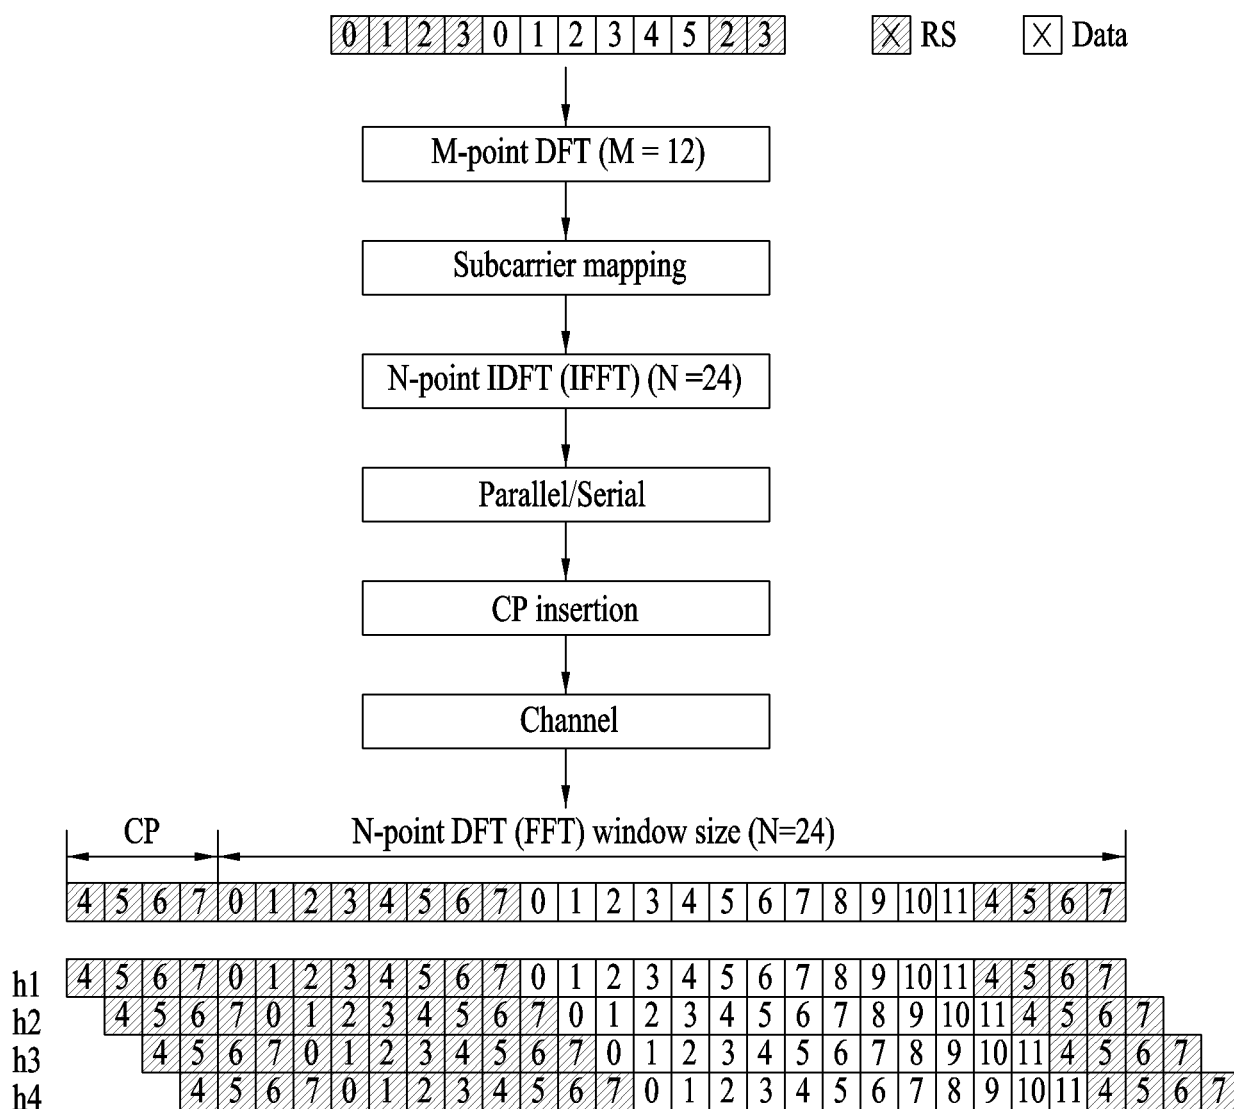 0 1 2 3 0 1 2 3 4 5 2 3 RS Data
M-point DFT (M = 12)
Subcarrier mapping
N-point IDFT (IFFT) (N =24)
Parallel/Serial
CP insertion
Channel
CP N-point DFT (FFT) window size (N=24)
4 5 6 7 0 1 2 3 4 5 6 7 0 1 2 3 4 5 6 7 8 9 10 11 4 5 6 7
h1 4 5 6 7 0 1 2 3 4 5 6 7 0 1 2 3 4 5 6 7 8 9 10 11 4 5 6 7
h2 4 5 6 7 0 1 2 3 4 5 6 7 0 1 2 3 4 5 6 7 8 9 10 11 4 5 6 7
h3 4 5 6 7 0 1 2 3 4 5 6 7 0 1 2 3 4 5 6 7 8 9 10 11 4 5 6 7
h4 4 5 6 7 0 1 2 3 4 5 6 7 0 1 2 3 4 5 6 7 8 9 10 11 4 5 6 7